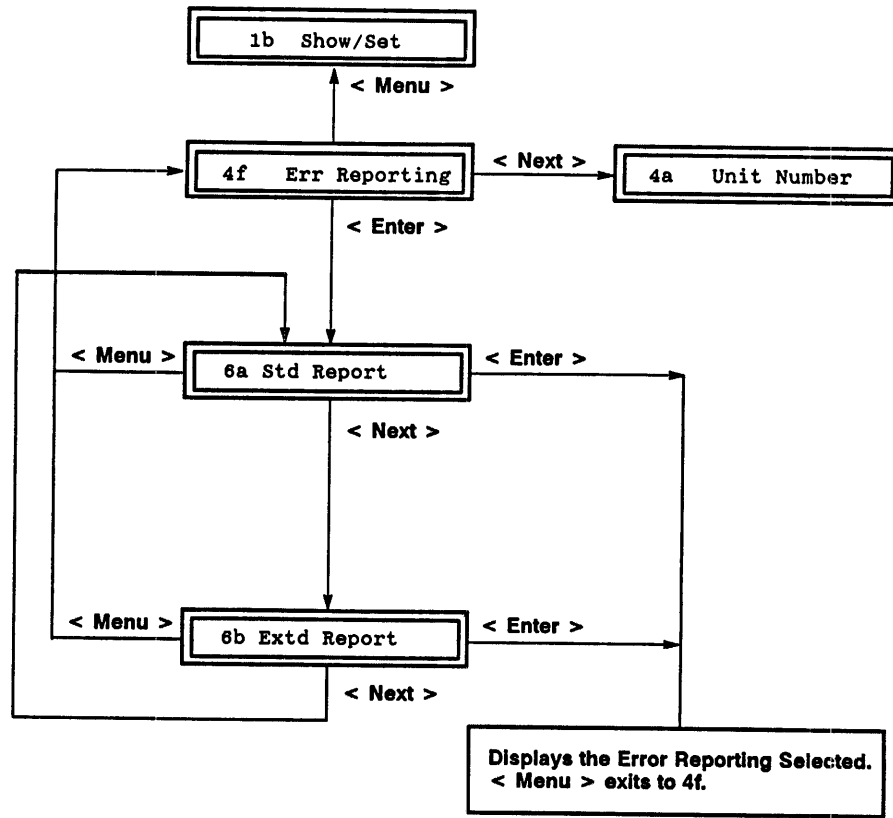 1b Show/Set
< Menu >
4f Err Reporting
< Next >
4a Unit Number
< Enter >
< Menu >
6a Std Report
< Enter >
< Next >
< Menu >
6b Extd Report
< Enter >
< Next >
Displays the Error Reporting Selected.
< Menu > exits to 4f.